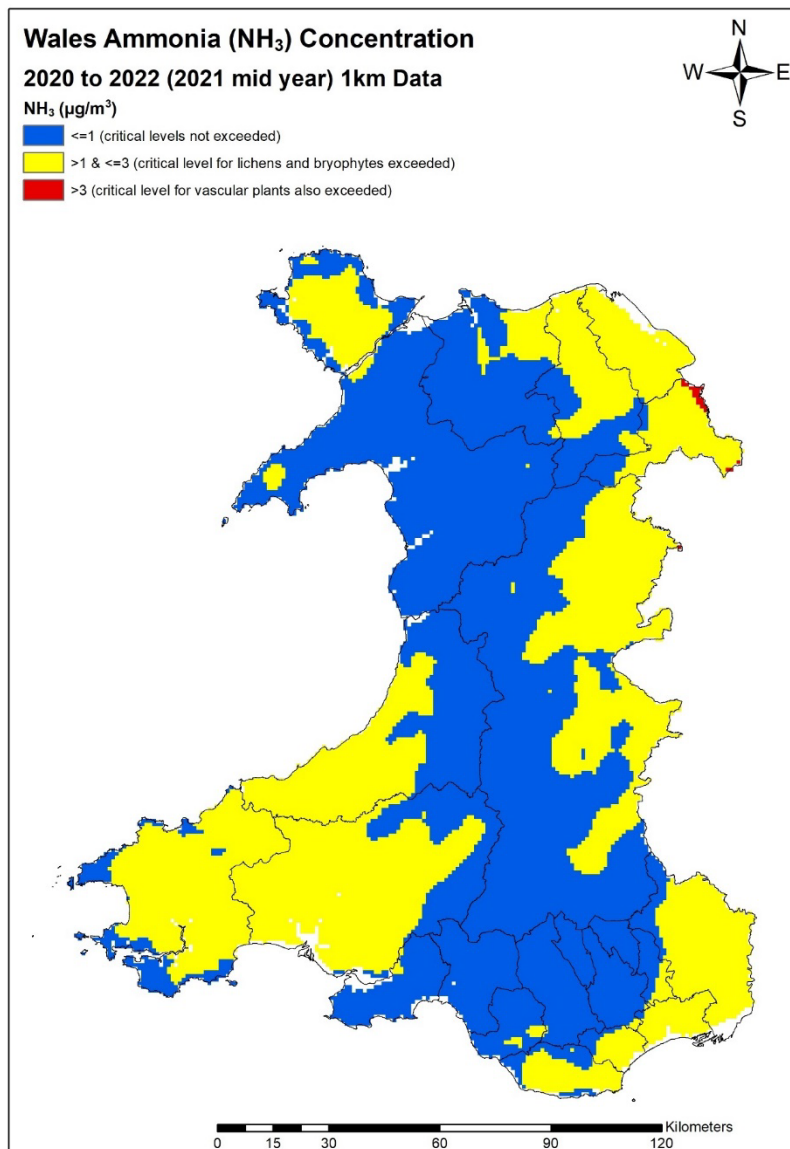 Wales Ammonia (NH₃) Concentration
2020 to 2022 (2021 mid year) 1km Data
NH₃ (µg/m³)
<=1 (critical levels not exceeded)
>1 & <=3 (critical level for lichens and bryophytes exceeded)
>3 (critical level for vascular plants also exceeded)
N
W E
S
Kilometers
0 15 30 60 90 120